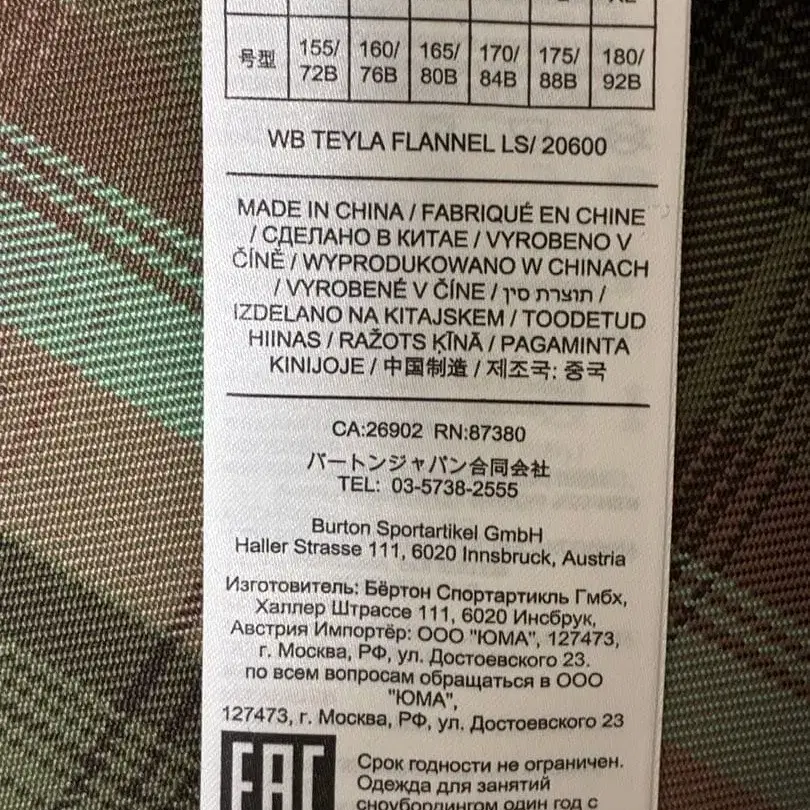 号型 155/72B 160/76B 165/80B 170/84B 175/88B 180/92B
WB TEYLA FLANNEL LS/ 20600
MADE IN CHINA / FABRIQUÉ EN CHINE
/ СДЕЛАНО В КИТАЕ / VYROBENO V
ČÍNĚ / WYPRODUKOWANO W CHINACH
/ VYROBENÉ V ČÍNE / תוצרת סין /
IZDELANO NA KITAJSKEM / TOODETUD
HIINAS / RAŽOTS ĶĪNĀ / PAGAMINTA
KINIJOJE / 中国制造 / 제조국: 중국
CA:26902 RN:87380
バートンジャパン合同会社
TEL: 03-5738-2555
Burton Sportartikel GmbH
Haller Strasse 111, 6020 Innsbruck, Austria
Изготовитель: Бёртон Спортартикль Гмбх,
Халлер Штрассе 111, 6020 Инсбрук,
Австрия Импортёр: ООО "ЮМА", 127473,
г. Москва, РФ, ул. Достоевского 23.
по всем вопросам обращаться в ООО
"ЮМА",
127473, г. Москва, РФ, ул. Достоевского 23
EAC
Срок годности не ограничен.
Одежда для занятий
сноубордингом один год с